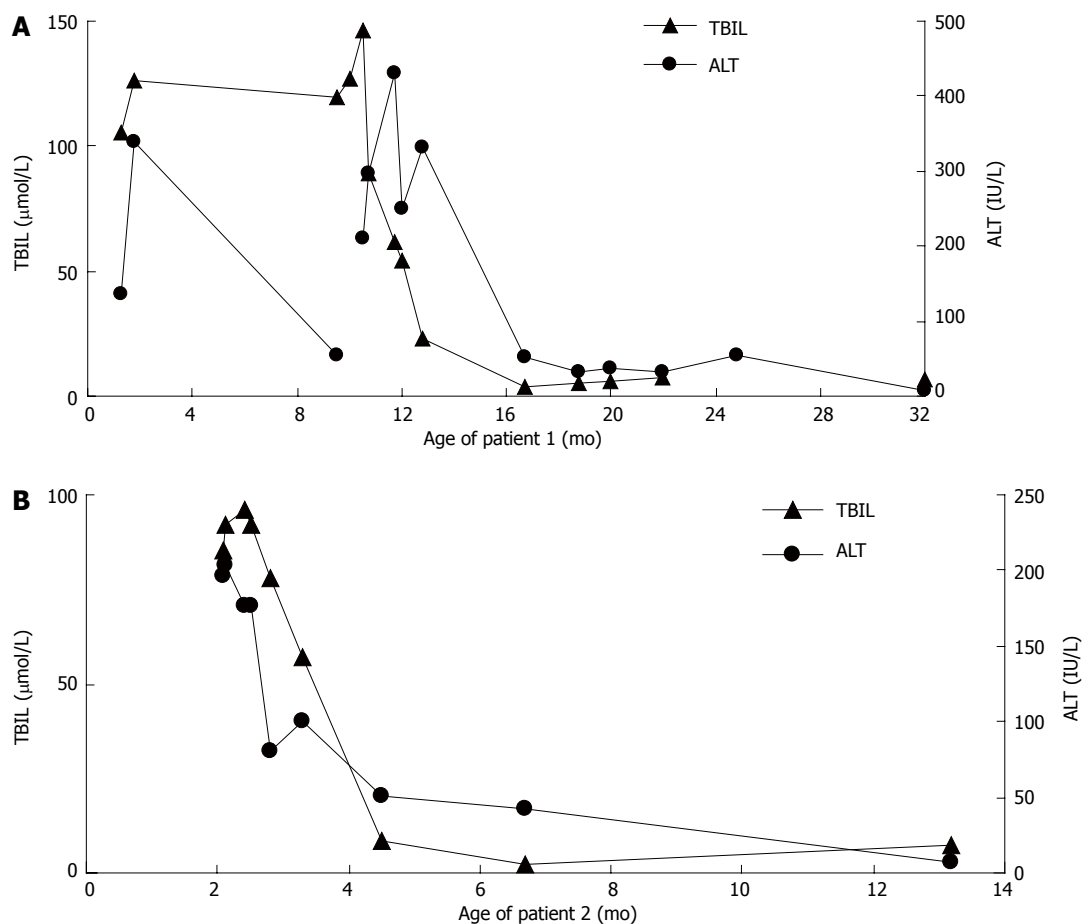 A
150
100
50
0
TBIL (μmol/L)
TBIL
ALT
500
400
300
200
100
0
ALT (IU/L)
0 4 8 12 16 20 24 28 32
Age of patient 1 (mo)
B
100
50
0
TBIL (μmol/L)
TBIL
ALT
250
200
150
100
50
0
ALT (IU/L)
0 2 4 6 8 10 12 14
Age of patient 2 (mo)